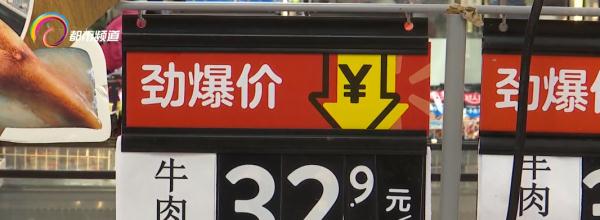 都市频道
劲爆价
¥
牛肉
32.9元
劲爆价
牛肉